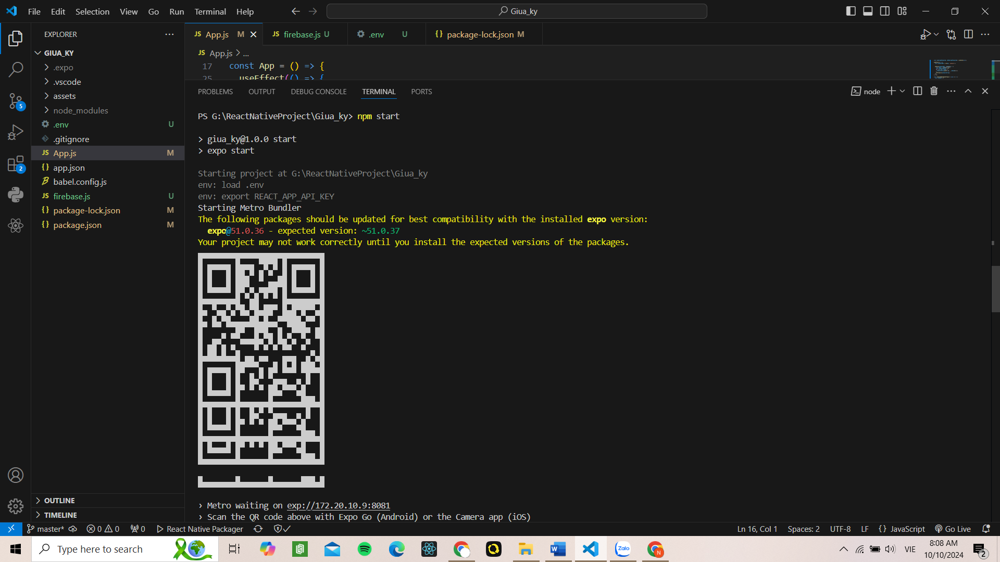 File Edit Selection View Go Run Terminal Help
Giua_ky
EXPLORER
GIUA_KY
.expo
.vscode
assets
node_modules
.env U
.gitignore
App.js M
app.json
babel.config.js
firebase.js U
package-lock.json M
package.json M
OUTLINE
TIMELINE
5
2
JS App.js M
JS firebase.js U
.env U
{} package-lock.json M
JS App.js > ...
17 const App = () => {
25 useEffect(() => {
PROBLEMS OUTPUT DEBUG CONSOLE TERMINAL PORTS
node
PS G:\ReactNativeProject\Giua_ky> npm start
> giua_ky@1.0.0 start
> expo start
Starting project at G:\ReactNativeProject\Giua_ky
env: load .env
env: export REACT_APP_API_KEY
Starting Metro Bundler
The following packages should be updated for best compatibility with the installed expo version:
expo@51.0.36 - expected version: ~51.0.37
Your project may not work correctly until you install the expected versions of the packages.
› Metro waiting on exp://172.20.10.9:8081
› Scan the QR code above with Expo Go (Android) or the Camera app (iOS)
master* 0 0 0 React Native Packager
Ln 16, Col 1 Spaces: 2 UTF-8 LF {} JavaScript Go Live
Type here to search
Zalo
N
VIE
8:08 AM
10/10/2024
2